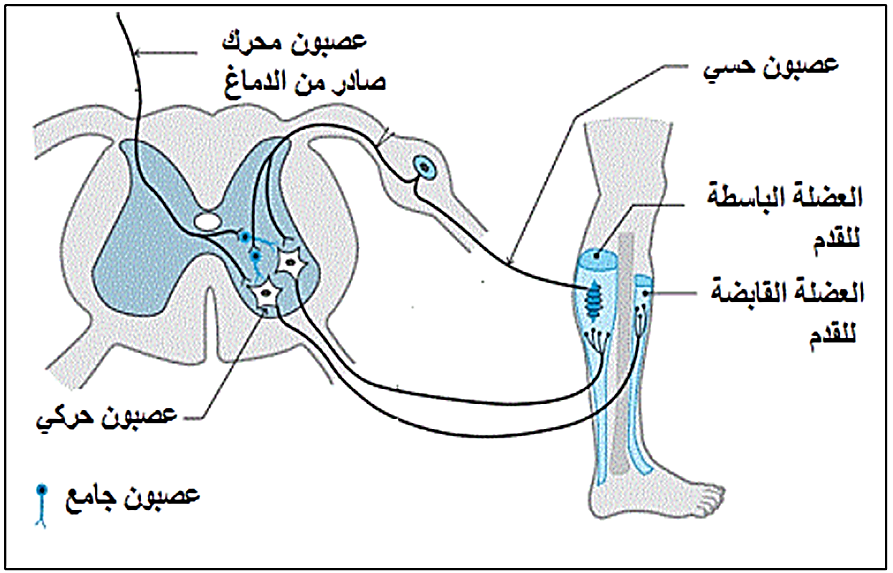 عصبون محرك
صادر من الدماغ
عصبون حسي
العضلة الباسطة
للقدم
العضلة القابضة
للقدم
عصبون حركي
عصبون جامع